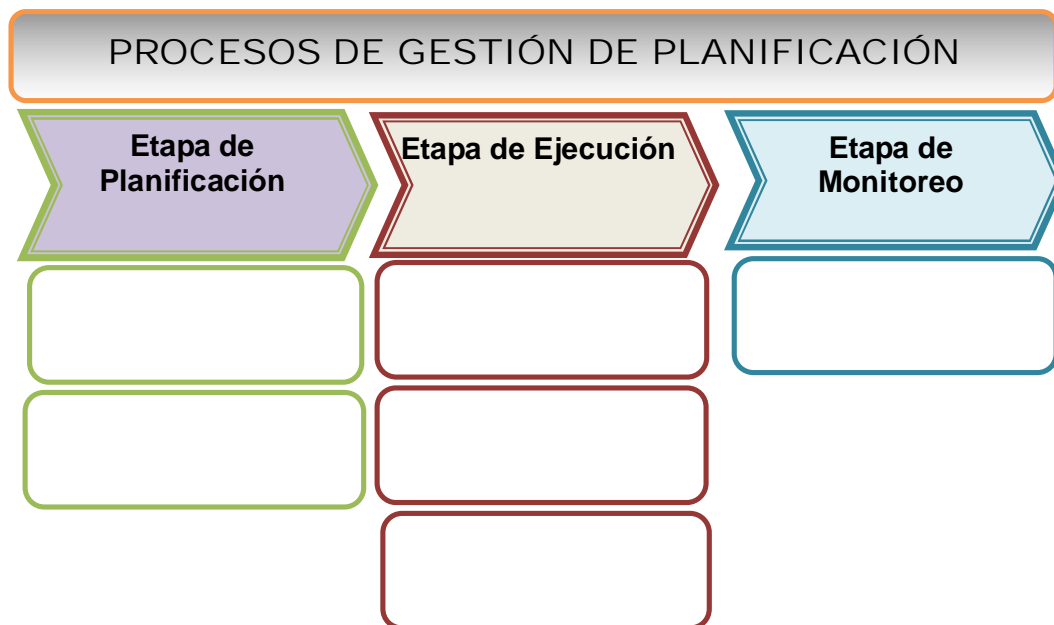 PROCESOS DE GESTIÓN DE PLANIFICACIÓN
Etapa de
Planificación
Etapa de Ejecución
Etapa de
Monitoreo